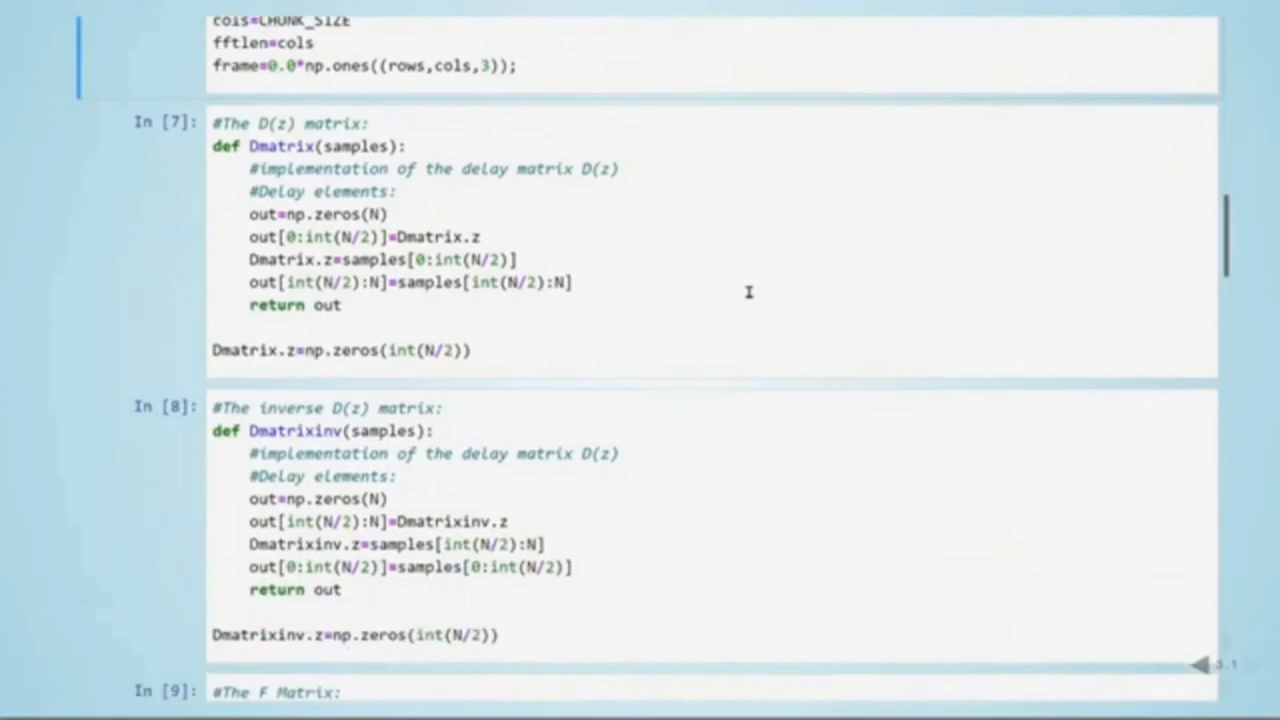 cols=CHUNK_SIZE
fftlen=cols
frame=0.0*np.ones((rows,cols,3));
In [7]:
#The D(z) matrix:
def Dmatrix(samples):
    #implementation of the delay matrix D(z)
    #Delay elements:
    out=np.zeros(N)
    out[0:int(N/2)]=Dmatrix.z
    Dmatrix.z=samples[0:int(N/2)]
    out[int(N/2):N]=samples[int(N/2):N]
    return out
Dmatrix.z=np.zeros(int(N/2))
In [8]:
#The inverse D(z) matrix:
def Dmatrixinv(samples):
    #implementation of the delay matrix D(z)
    #Delay elements:
    out=np.zeros(N)
    out[int(N/2):N]=Dmatrixinv.z
    Dmatrixinv.z=samples[int(N/2):N]
    out[0:int(N/2)]=samples[0:int(N/2)]
    return out
Dmatrixinv.z=np.zeros(int(N/2))
3.1
In [9]:
#The F Matrix: